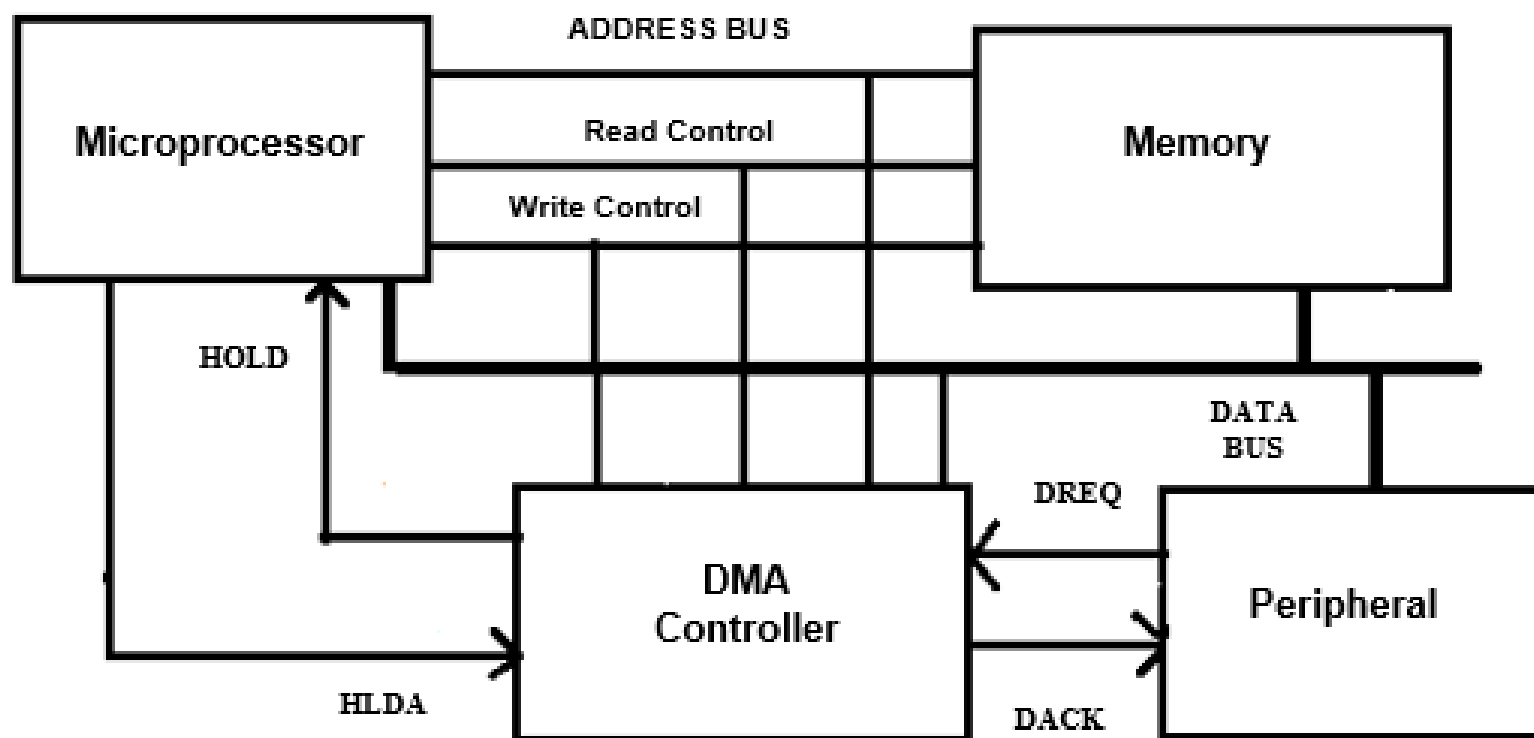 ADDRESS BUS
Microprocessor
Read Control
Memory
Write Control
HOLD
DATA
BUS
DREQ
DMA
Controller
Peripheral
HLDA
DACK